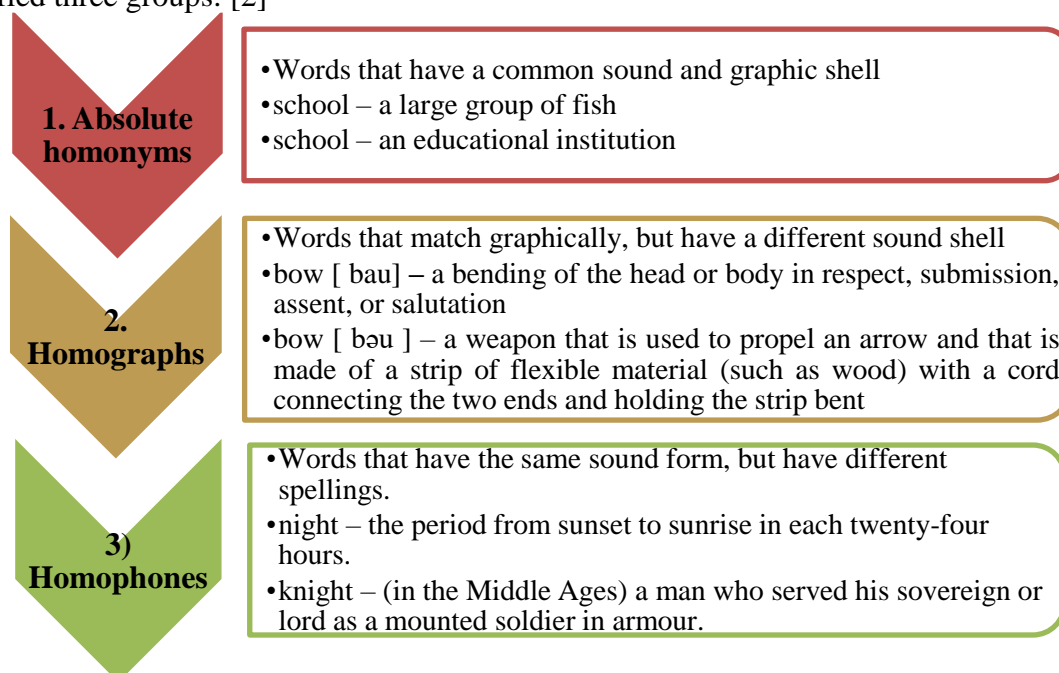 three groups. [2]
1. Absolute
homonyms
•Words that have a common sound and graphic shell
•school – a large group of fish
•school – an educational institution
2.
Homographs
•Words that match graphically, but have a different sound shell
•bow [ bau] – a bending of the head or body in respect, submission,
assent, or salutation
•bow [ bəu ] – a weapon that is used to propel an arrow and that is
made of a strip of flexible material (such as wood) with a cord
connecting the two ends and holding the strip bent
3)
Homophones
•Words that have the same sound form, but have different
spellings.
•night – the period from sunset to sunrise in each twenty-four
hours.
•knight – (in the Middle Ages) a man who served his sovereign or
lord as a mounted soldier in armour.